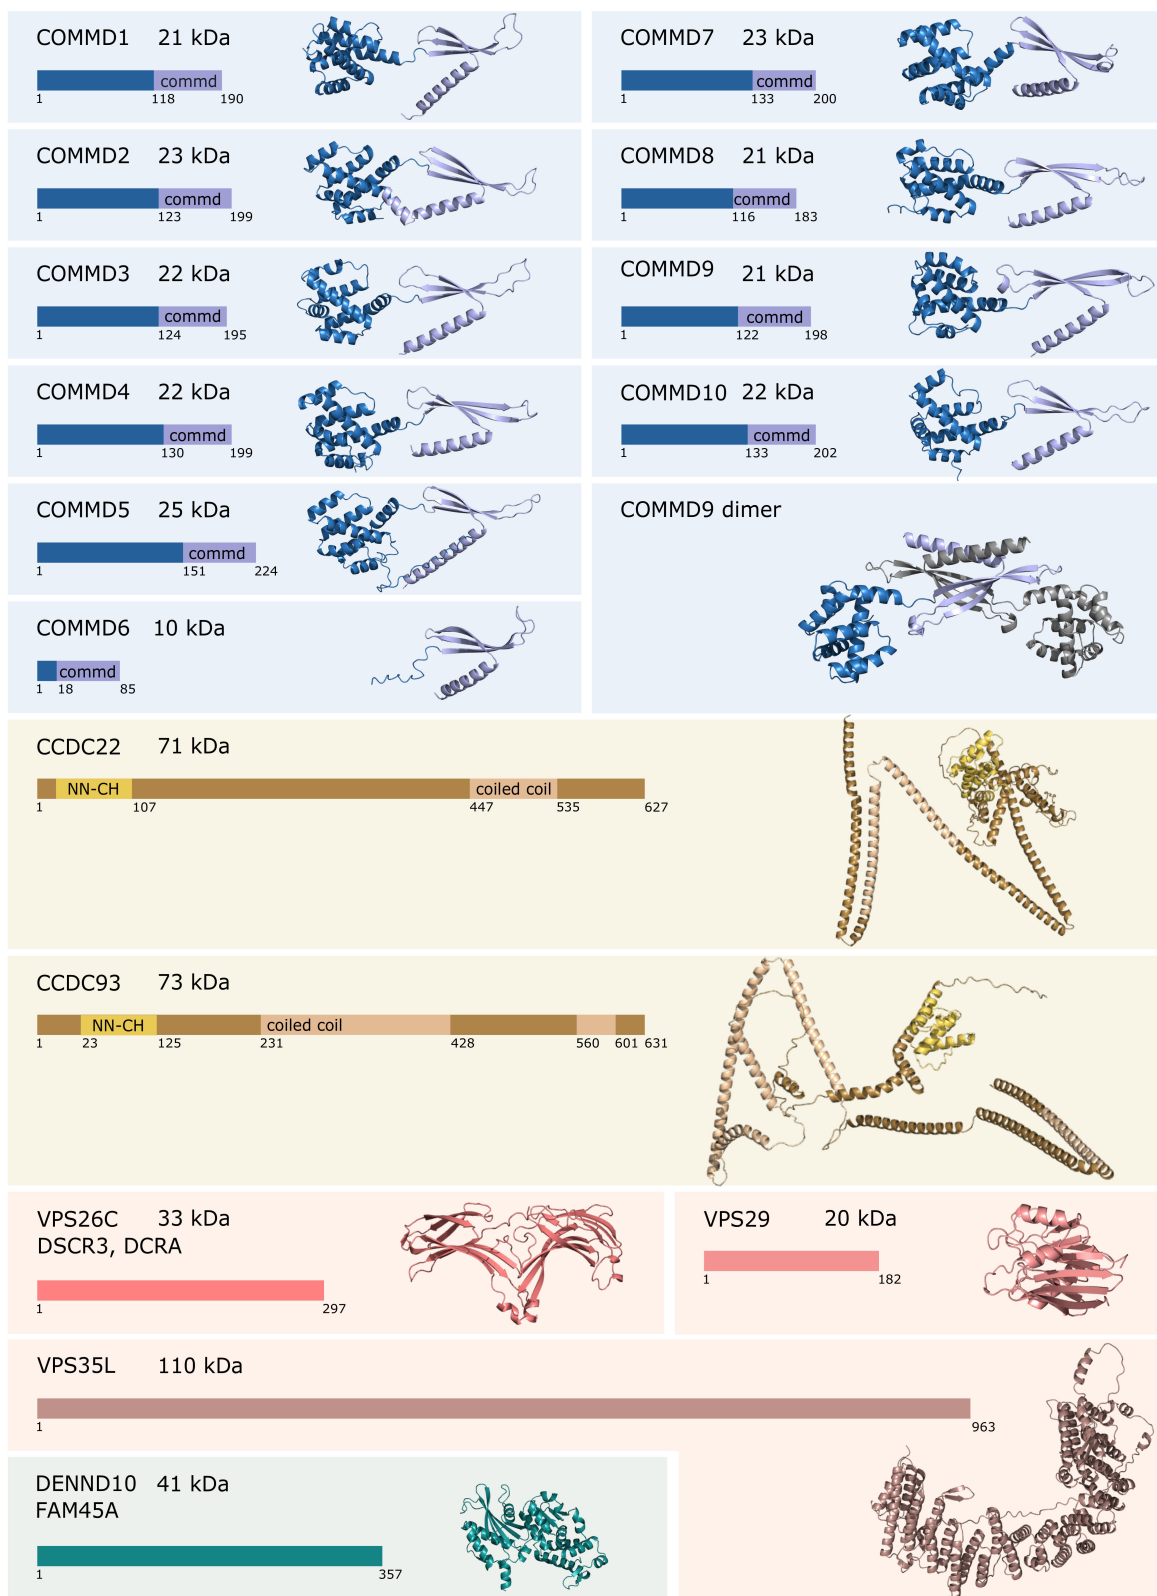 COMMD1 21 kDa
commd
1 118 190
COMMD2 23 kDa
commd
1 123 199
COMMD3 22 kDa
commd
1 124 195
COMMD4 22 kDa
commd
1 130 199
COMMD5 25 kDa
commd
1 151 224
COMMD6 10 kDa
commd
1 18 85
COMMD7 23 kDa
commd
1 133 200
COMMD8 21 kDa
commd
1 116 183
COMMD9 21 kDa
commd
1 122 198
COMMD10 22 kDa
commd
1 133 202
COMMD9 dimer
CCDC22 71 kDa
NN-CH coiled coil
1 107 447 535 627
CCDC93 73 kDa
NN-CH coiled coil
1 23 125 231 428 560 601 631
VPS26C 33 kDa
DSCR3, DCRA
1 297
VPS29 20 kDa
1 182
VPS35L 110 kDa
1 963
DENND10 41 kDa
FAM45A
1 357